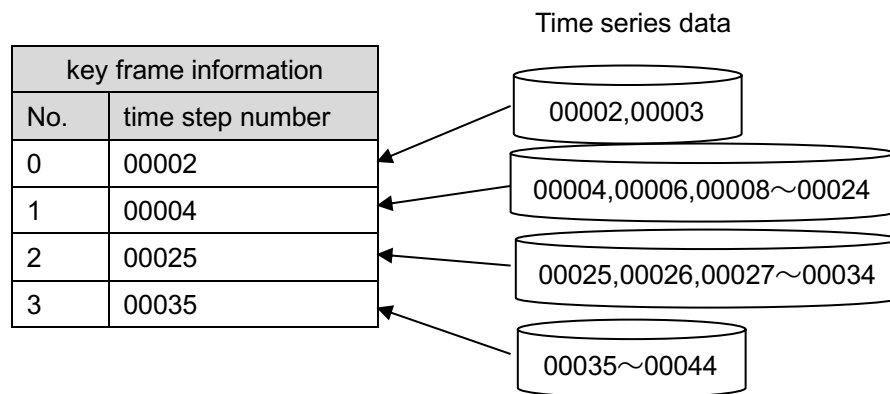 Time series data
key frame information
No. time step number
0 00002
1 00004
2 00025
3 00035
00002,00003
00004,00006,00008～00024
00025,00026,00027～00034
00035～00044